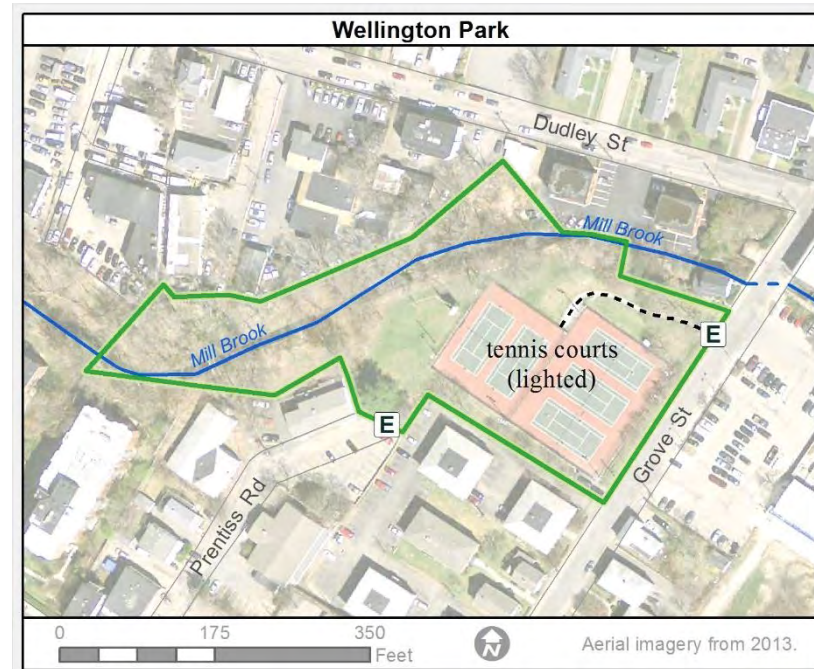 Wellington Park
Dudley St
Mill Brook
Mill Brook
E
tennis courts
(lighted)
E
Grove St
Prentiss Rd
0 175 350
Feet
N
Aerial imagery from 2013.